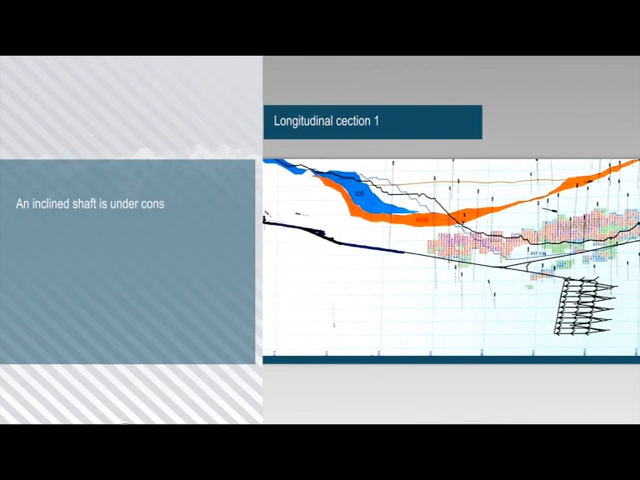 Longitudinal cection 1
An inclined shaft is under cons